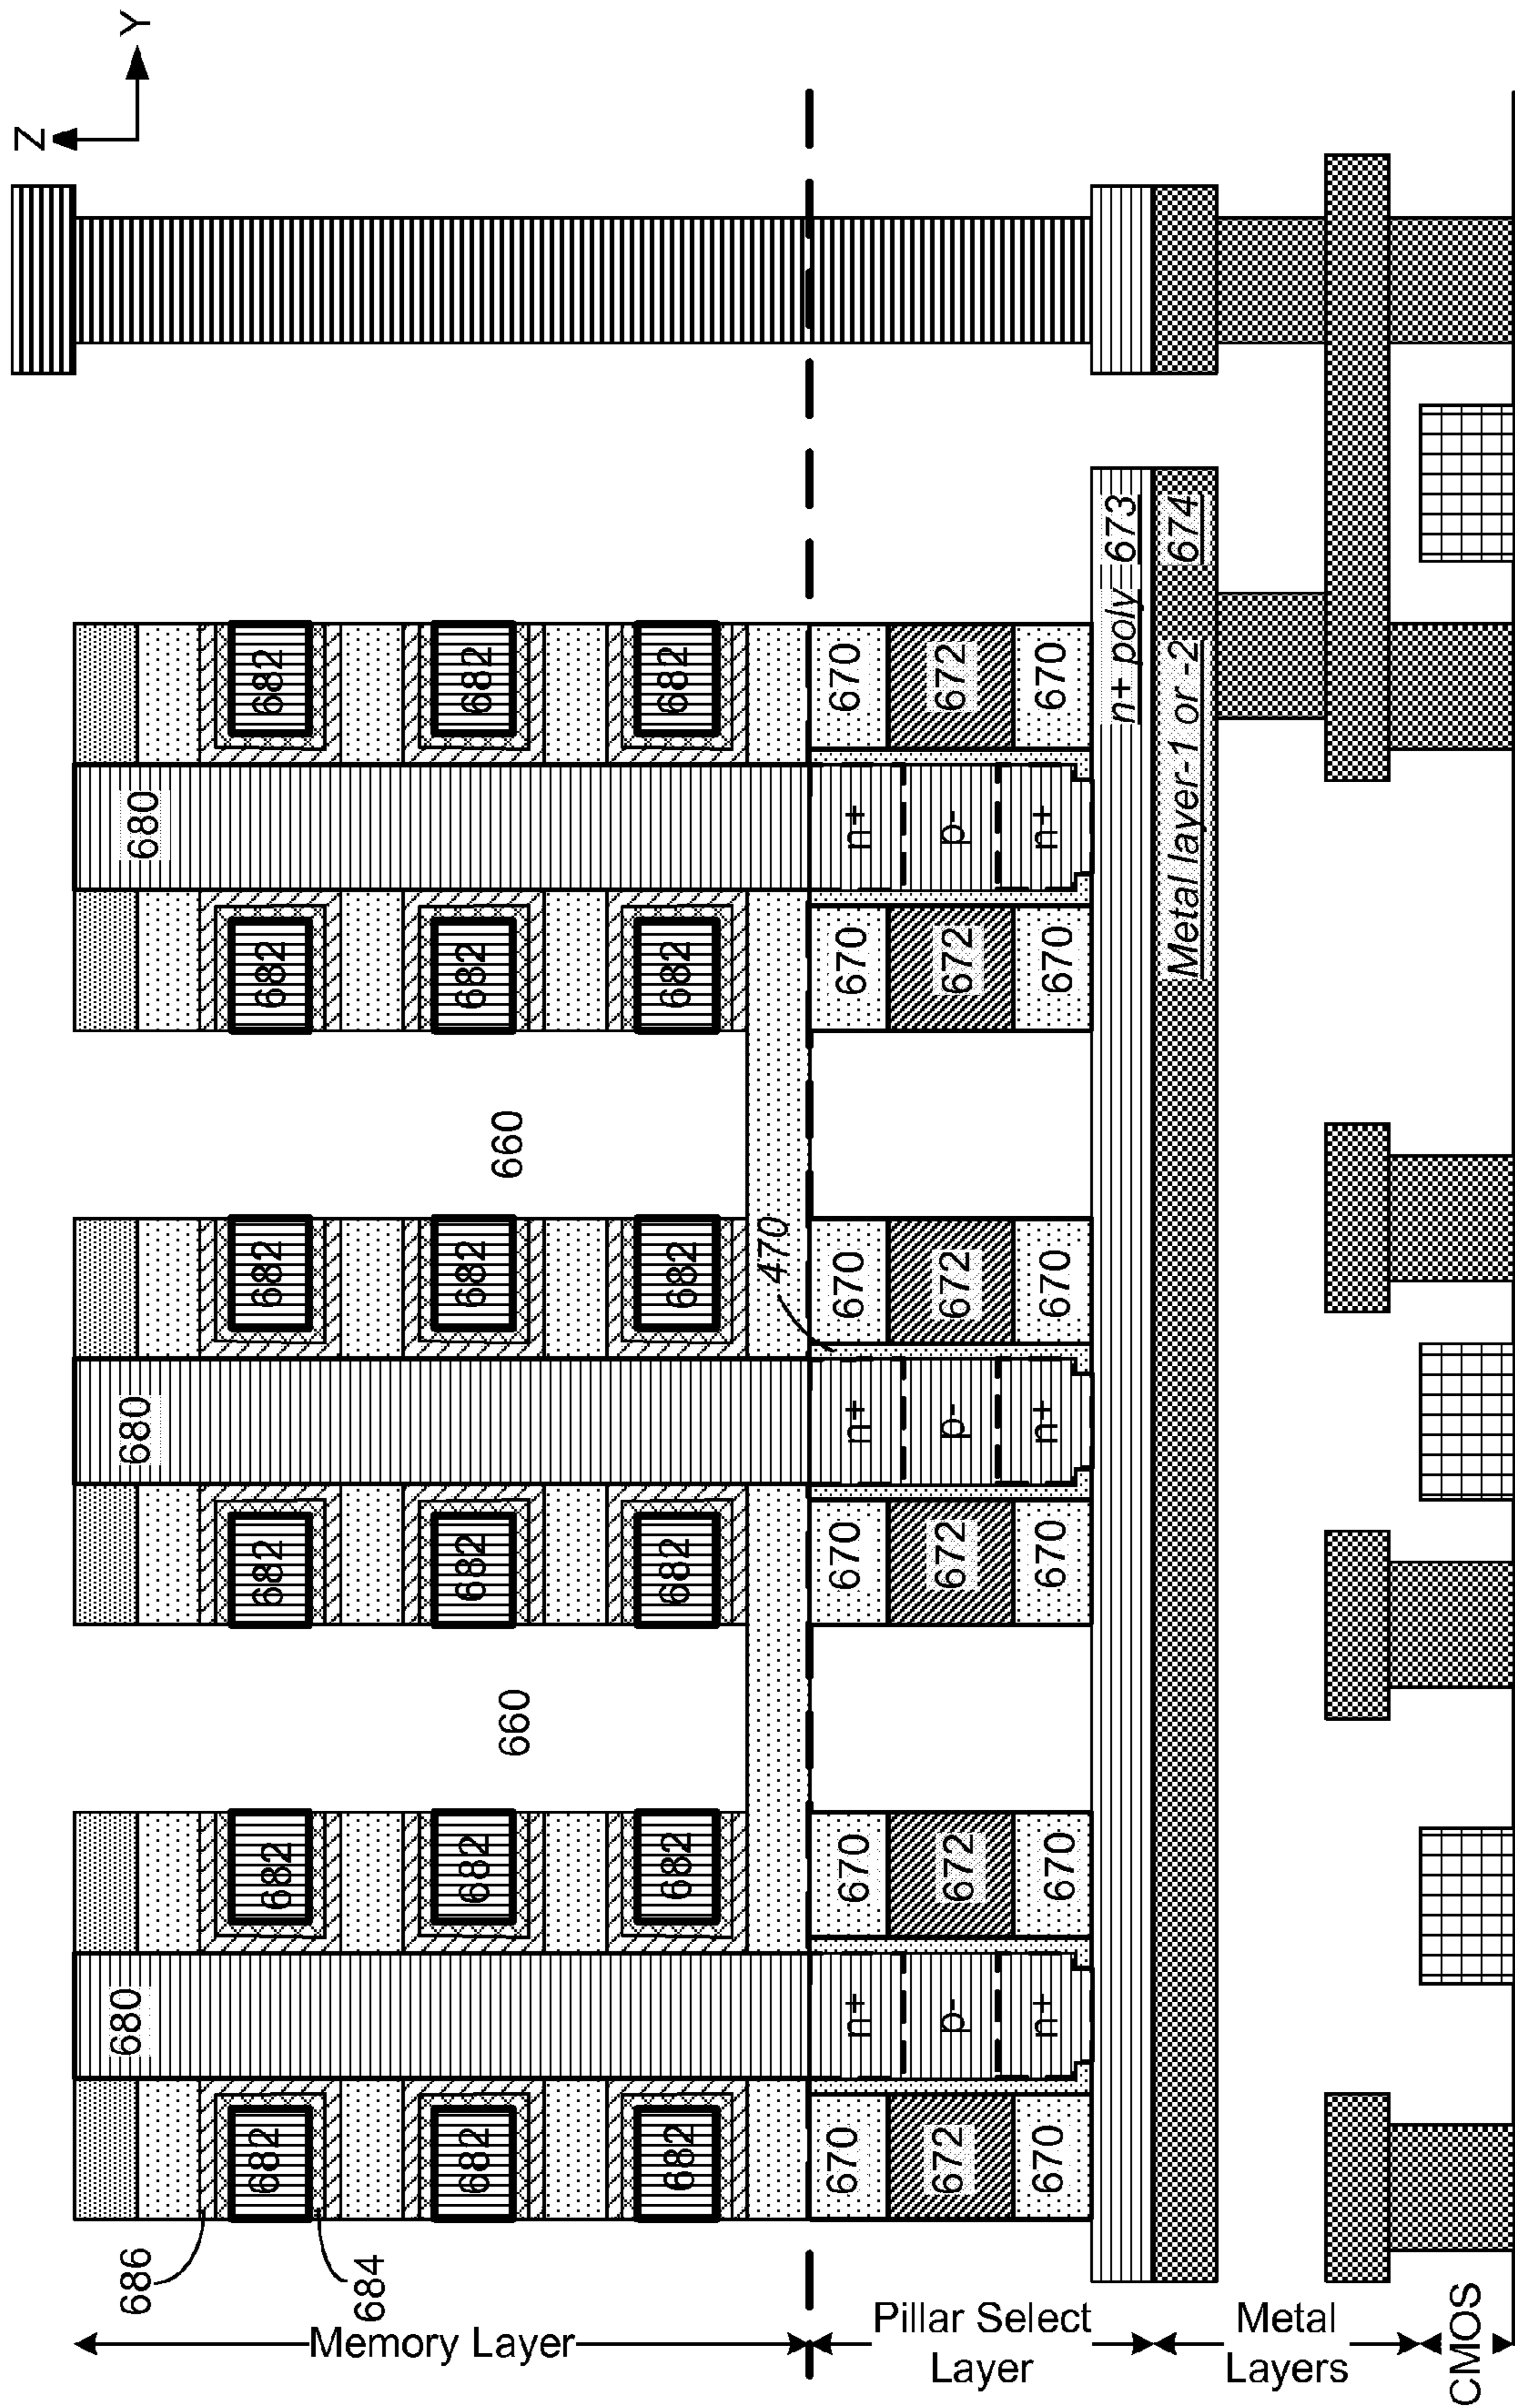 Z
Y
686
680
680
680
682 682 682 682 682 682
684
Memory Layer
682 682 682 682 682 682
660 660
682 682 682 682 682 682
470
Pillar Select
Layer
670 n+ 670 670 n+ 670 670 n+ 670
672 p- 672 672 p- 672 672 p- 672
670 n+ 670 670 n+ 670 670 n+ 670
n+ poly 673
Metal layer-1 or -2 674
Metal
Layers
CMOS